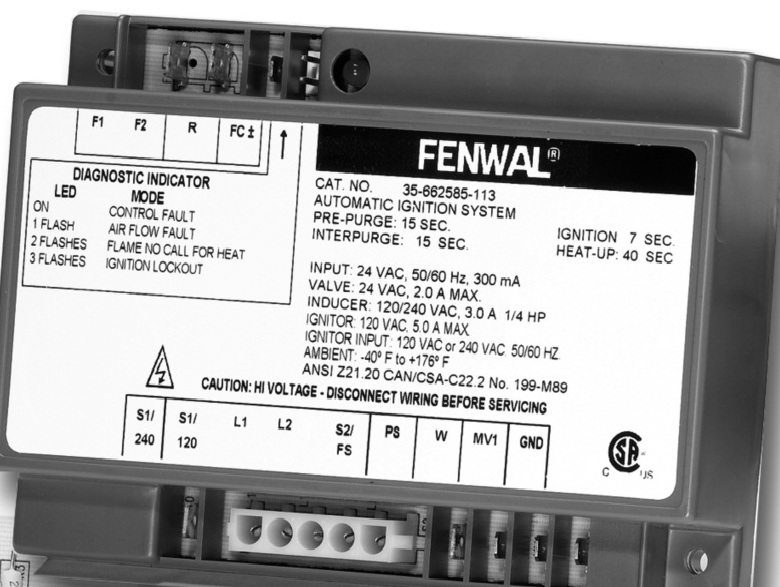 F1 F2 R FC ±
DIAGNOSTIC INDICATOR
LED MODE
ON CONTROL FAULT
1 FLASH AIR FLOW FAULT
2 FLASHES FLAME NO CALL FOR HEAT
3 FLASHES IGNITION LOCKOUT
FENWAL®
CAT. NO. 35-662585-113
AUTOMATIC IGNITION SYSTEM
PRE-PURGE: 15 SEC. IGNITION 7 SEC.
INTERPURGE: 15 SEC. HEAT-UP: 40 SEC
INPUT: 24 VAC, 50/60 Hz, 300 mA
VALVE: 24 VAC, 2.0 A MAX.
INDUCER: 120/240 VAC, 3.0 A 1/4 HP
IGNITOR: 120 VAC, 5.0 A MAX
IGNITOR INPUT: 120 VAC or 240 VAC 50/60 HZ
AMBIENT: -40° F to +176° F
ANSI Z21.20 CAN/CSA-C22.2 No. 199-M89
CAUTION: HI VOLTAGE - DISCONNECT WIRING BEFORE SERVICING
S1/ S1/ L1 L2 S2/ PS W MV1 GND
240 120 FS
SA
C US